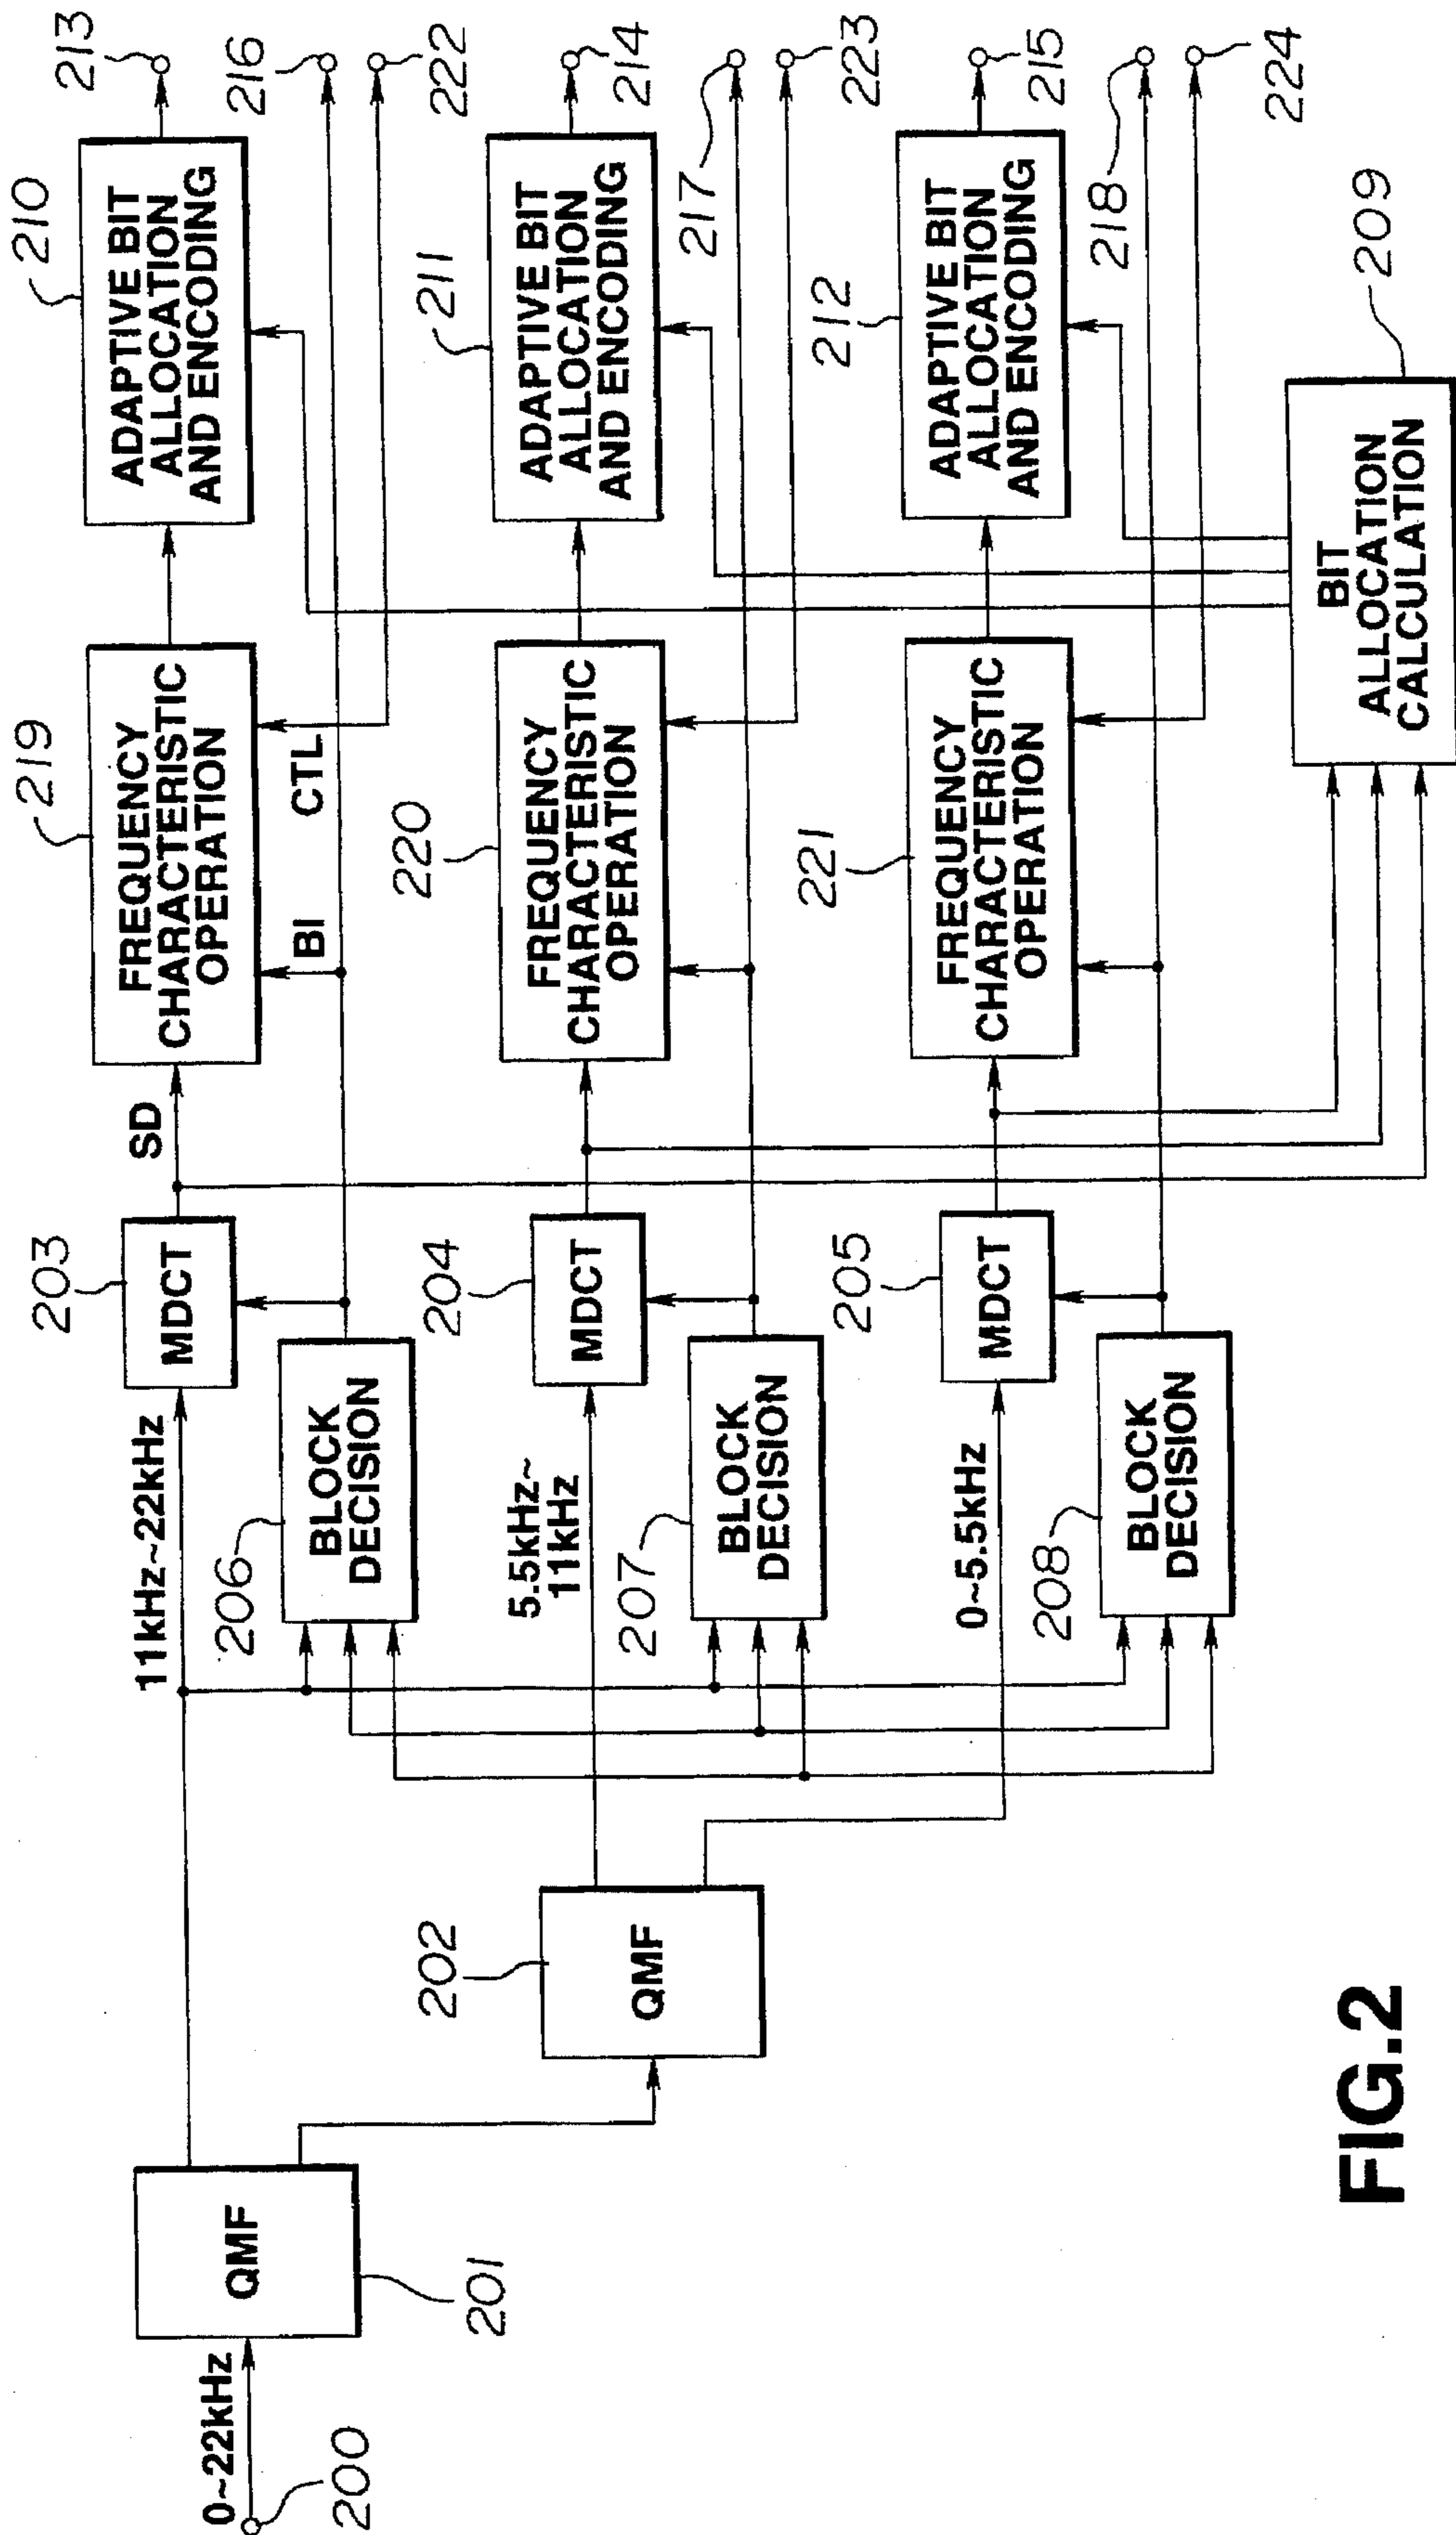 0~22kHz
200
QMF
201
QMF
202
11kHz~22kHz
5.5kHz~
11kHz
0~5.5kHz
MDCT
203
BLOCK
DECISION
206
MDCT
204
BLOCK
DECISION
207
MDCT
205
BLOCK
DECISION
208
SD
FREQUENCY
CHARACTERISTIC
OPERATION
219
BI
CTL
FREQUENCY
CHARACTERISTIC
OPERATION
220
FREQUENCY
CHARACTERISTIC
OPERATION
221
BIT
ALLOCATION
CALCULATION
209
ADAPTIVE BIT
ALLOCATION
AND ENCODING
210
ADAPTIVE BIT
ALLOCATION
AND ENCODING
211
ADAPTIVE BIT
ALLOCATION
AND ENCODING
212
213
216
222
214
217
223
215
218
224
FIG.2